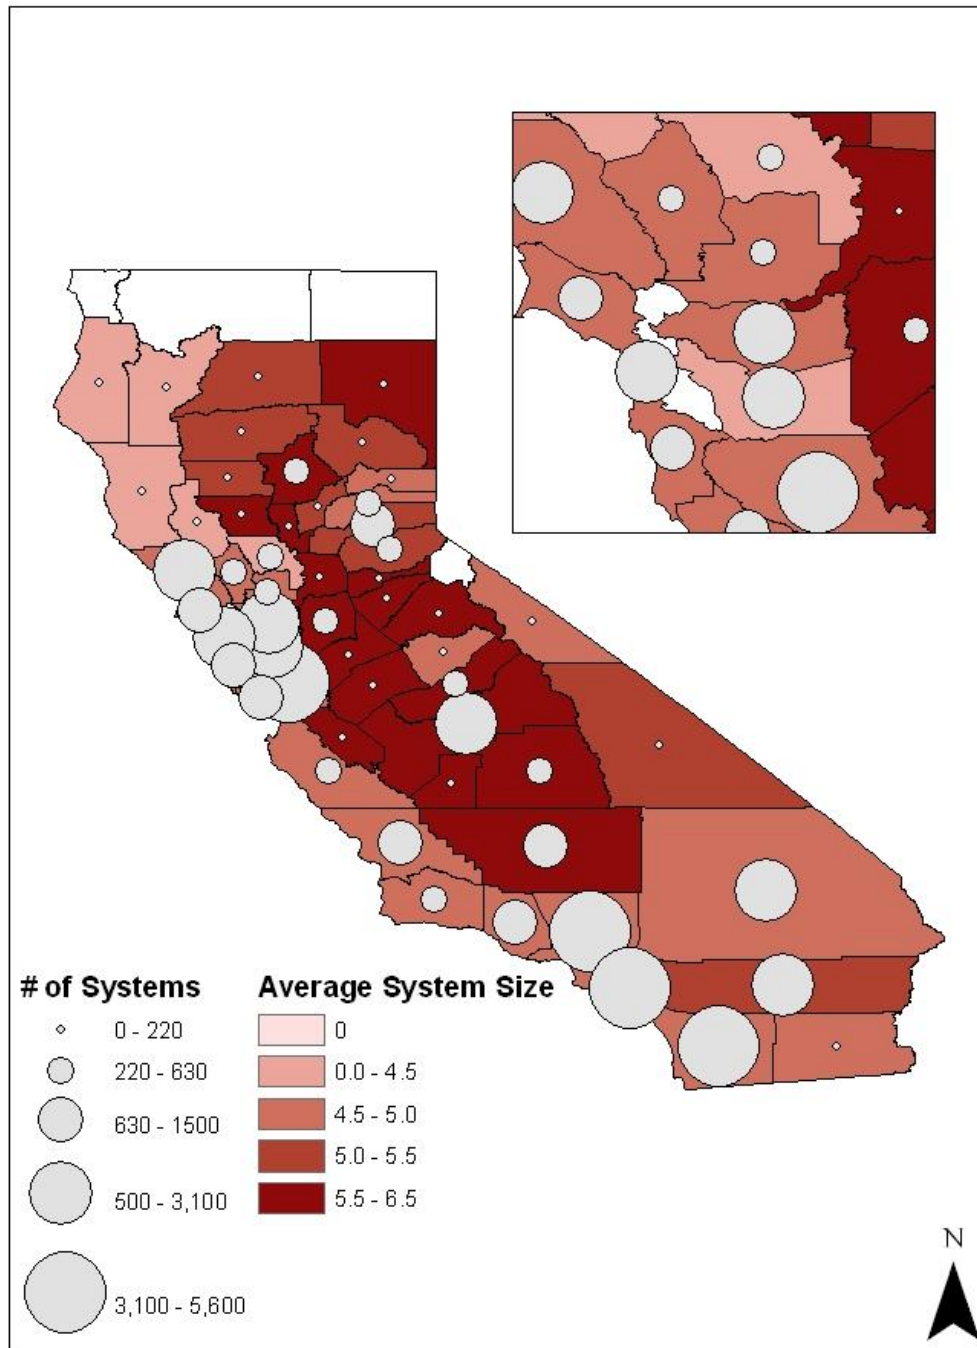 # of Systems
0 - 220
220 - 630
630 - 1500
500 - 3,100
3,100 - 5,600
Average System Size
0
0.0 - 4.5
4.5 - 5.0
5.0 - 5.5
5.5 - 6.5
N